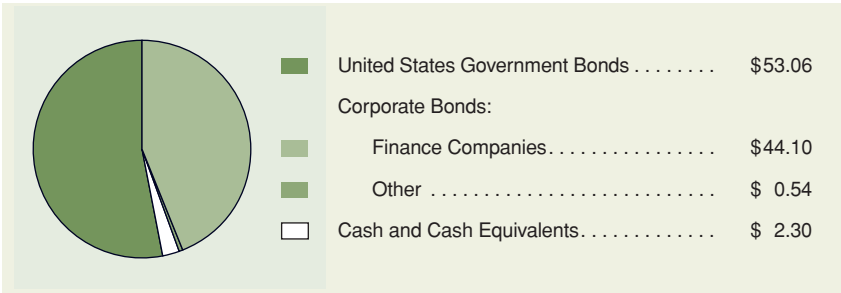 United States Government Bonds ........ $53.06
Corporate Bonds:
Finance Companies................ $44.10
Other ........................... $ 0.54
Cash and Cash Equivalents............. $ 2.30